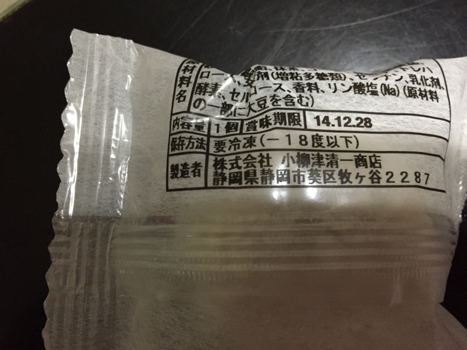 原材料名
ロー 剤(増粘多糖類)、ゼラチン、乳化剤、
酵素、セルロース、香料、リン酸塩(Na)(原材料
の一部に大豆を含む)
内容量 1個 賞味期限 14.12.28
保存方法 要冷凍(-18度以下)
製造者 株式会社 小柳津清一商店
静岡県静岡市葵区牧ヶ谷2287